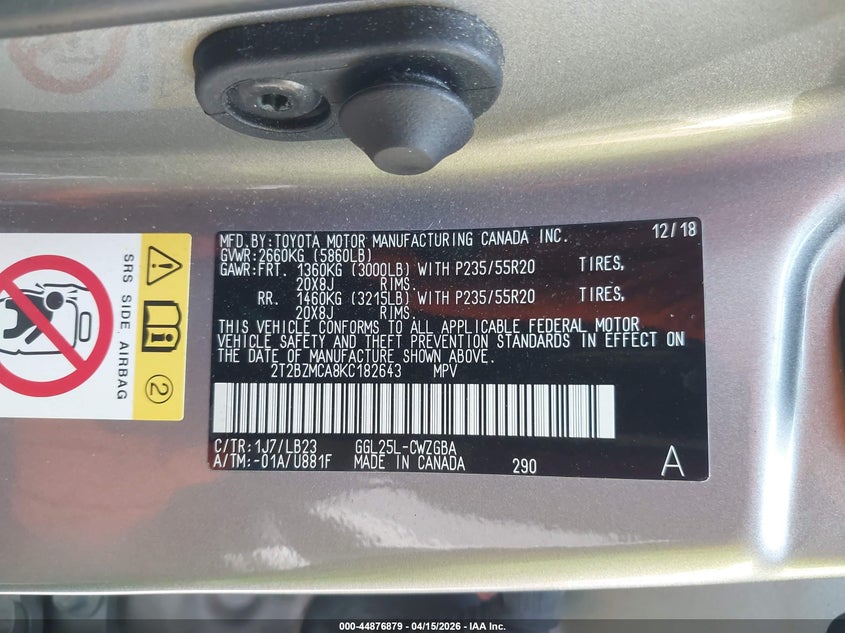 MFD.BY:TOYOTA MOTOR MANUFACTURING CANADA INC. 12/18
GVWR:2660KG (5860LB)
GAWR:FRT. 1360KG (3000LB) WITH P235/55R20 TIRES,
20X8J RIMS.
RR. 1460KG (3215LB) WITH P235/55R20 TIRES,
20X8J RIMS.
THIS VEHICLE CONFORMS TO ALL APPLICABLE FEDERAL MOTOR
VEHICLE SAFETY AND THEFT PREVENTION STANDARDS IN EFFECT ON
THE DATE OF MANUFACTURE SHOWN ABOVE.
2T2BZMCA8KC182643 MPV
C/TR:1J7/LB23 GGL25L-CWZGBA
A/TM:-01A/U881F MADE IN CANADA 290 A
SRS SIDE AIRBAG
2
000-44876879 - 04/15/2026 - IAA Inc.